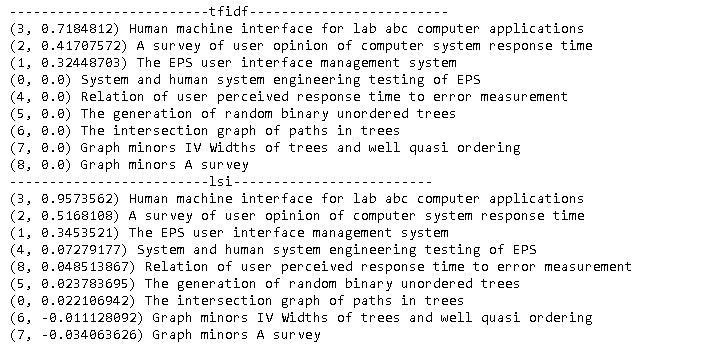 -------------------------tfidf-------------------------
(3, 0.7184812) Human machine interface for lab abc computer applications
(2, 0.41707572) A survey of user opinion of computer system response time
(1, 0.32448703) The EPS user interface management system
(0, 0.0) System and human system engineering testing of EPS
(4, 0.0) Relation of user perceived response time to error measurement
(5, 0.0) The generation of random binary unordered trees
(6, 0.0) The intersection graph of paths in trees
(7, 0.0) Graph minors IV Widths of trees and well quasi ordering
(8, 0.0) Graph minors A survey
-------------------------lsi-------------------------
(3, 0.9573562) Human machine interface for lab abc computer applications
(2, 0.5168108) A survey of user opinion of computer system response time
(1, 0.3453521) The EPS user interface management system
(4, 0.07279177) System and human system engineering testing of EPS
(8, 0.048513867) Relation of user perceived response time to error measurement
(5, 0.023783695) The generation of random binary unordered trees
(0, 0.022106942) The intersection graph of paths in trees
(6, -0.011128092) Graph minors IV Widths of trees and well quasi ordering
(7, -0.034063626) Graph minors A survey